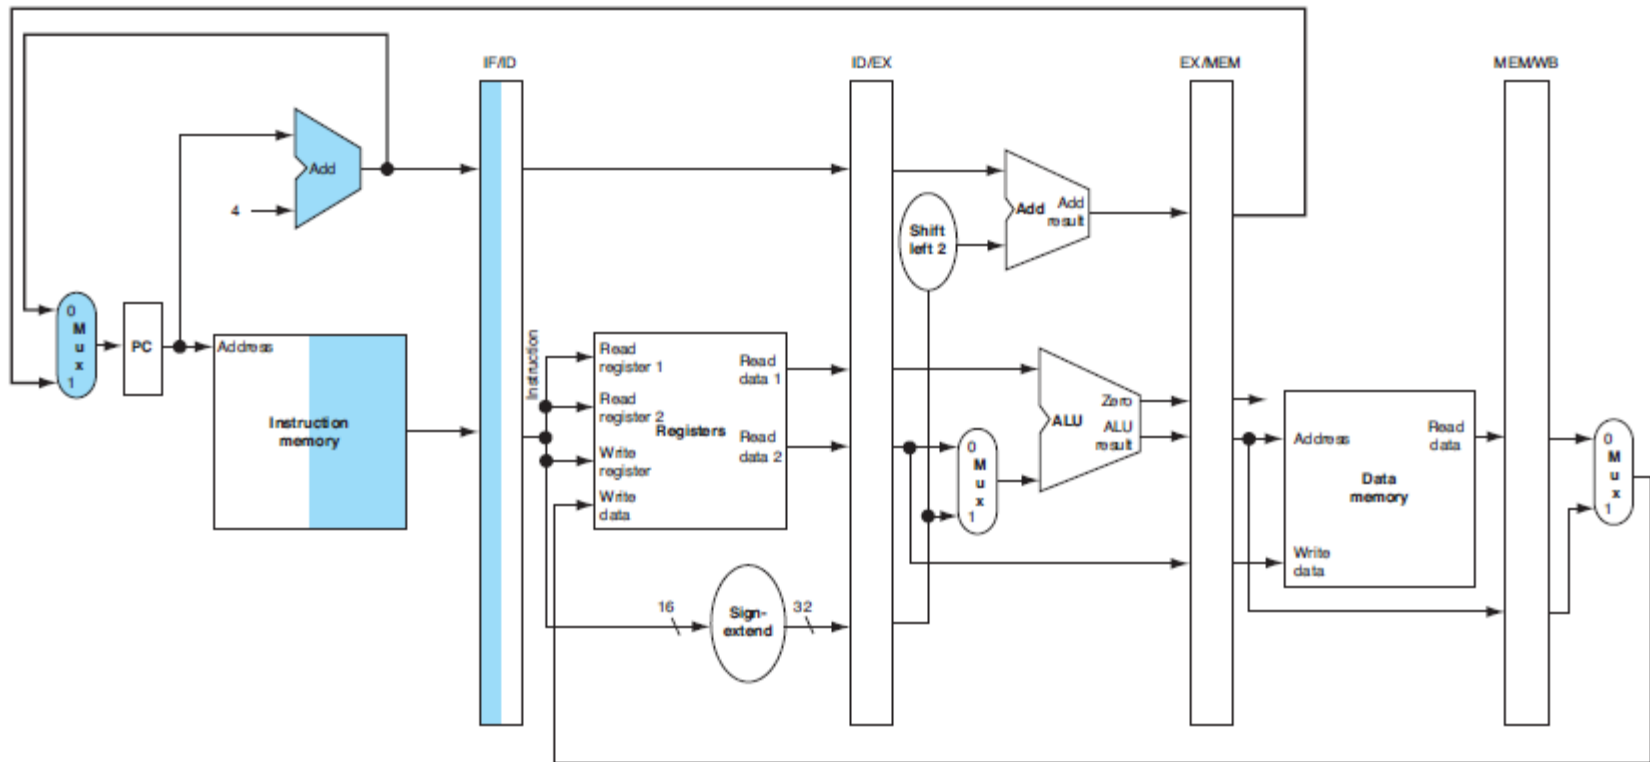 IF/ID
ID/EX
EX/MEM
MEM/WB
Add
4
Shift
left 2
Add
Add
result
0
M
u
x
1
PC
Address
Instruction
memory
Instruction
Read
register 1
Read
register 2
Write
register
Write
data
Registers
Read
data 1
Read
data 2
16
Sign-
extend
32
0
M
u
x
1
ALU
Zero
ALU
result
Address
Read
data
Data
memory
Write
data
0
M
u
x
1